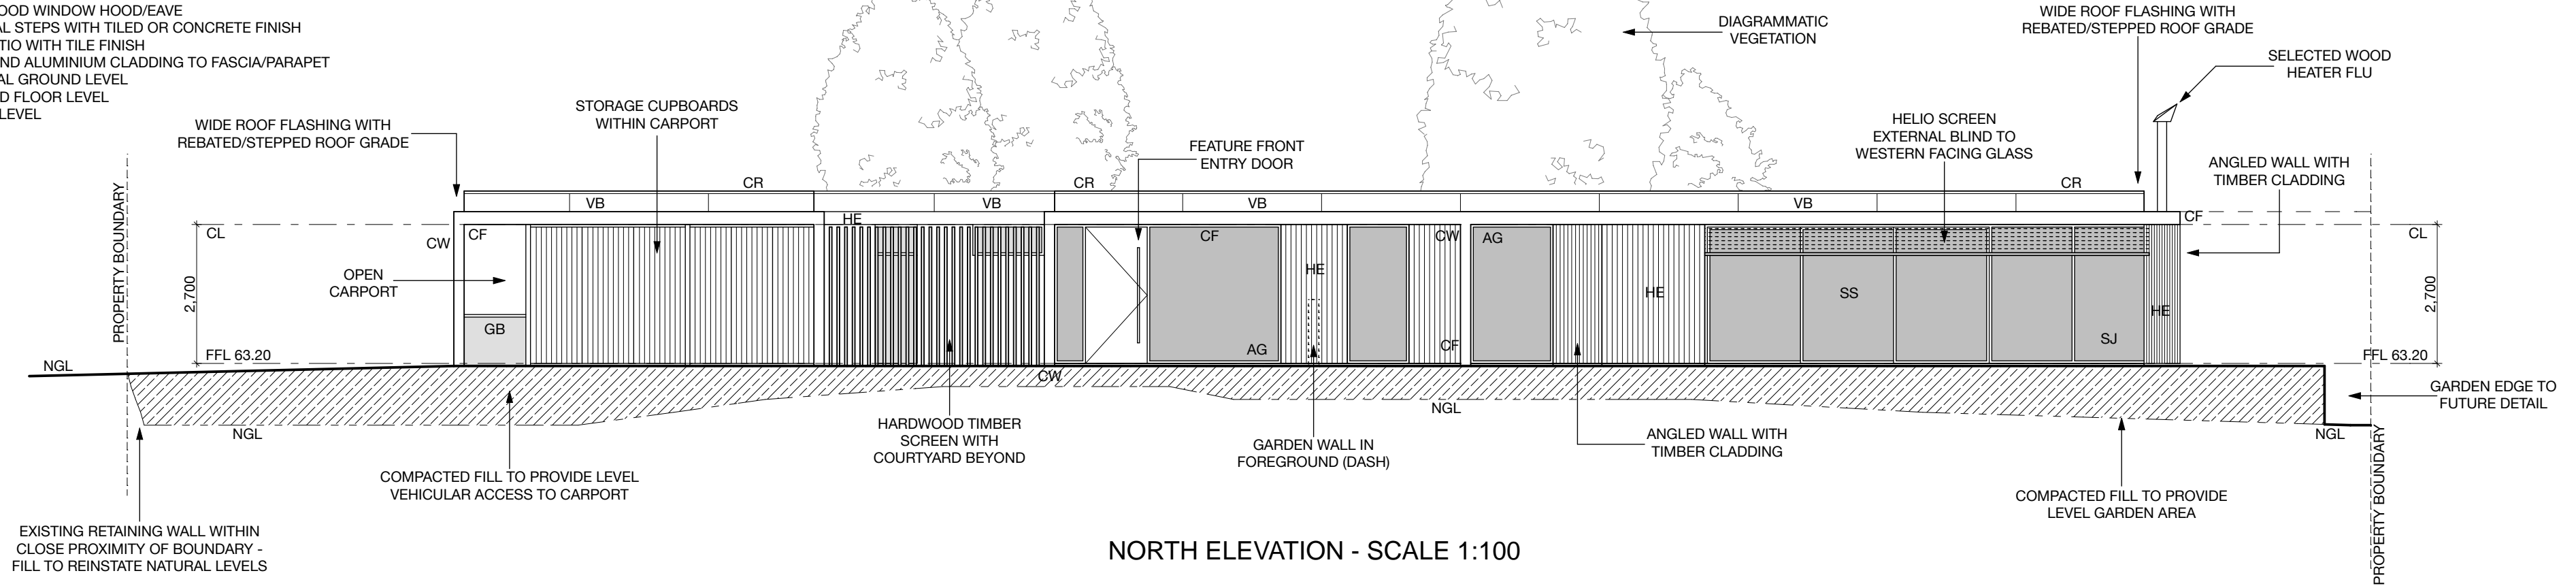 OOD WINDOW HOOD/EAVE
AL STEPS WITH TILED OR CONCRETE FINISH
TIO WITH TILE FINISH
ND ALUMINIUM CLADDING TO FASCIA/PARAPET
AL GROUND LEVEL
D FLOOR LEVEL
LEVEL
WIDE ROOF FLASHING WITH
REBATED/STEPPED ROOF GRADE
STORAGE CUPBOARDS
WITHIN CARPORT
FEATURE FRONT
ENTRY DOOR
DIAGRAMMATIC
VEGETATION
WIDE ROOF FLASHING WITH
REBATED/STEPPED ROOF GRADE
SELECTED WOOD
HEATER FLU
HELIO SCREEN
EXTERNAL BLIND TO
WESTERN FACING GLASS
ANGLED WALL WITH
TIMBER CLADDING
CR
CR
CR
VB
VB
VB
VB
HE
CF
PROPERTY BOUNDARY
2,700
CL
CW
CF
OPEN
CARPORT
GB
FFL 63.20
NGL
CF
AG
HE
CW
CF
AG
HE
SS
SJ
HE
CL
2,700
FFL 63.20
CW
NGL
NGL
NGL
GARDEN EDGE TO
FUTURE DETAIL
PROPERTY BOUNDARY
COMPACTED FILL TO PROVIDE LEVEL
VEHICULAR ACCESS TO CARPORT
HARDWOOD TIMBER
SCREEN WITH
COURTYARD BEYOND
GARDEN WALL IN
FOREGROUND (DASH)
ANGLED WALL WITH
TIMBER CLADDING
COMPACTED FILL TO PROVIDE
LEVEL GARDEN AREA
EXISTING RETAINING WALL WITHIN
CLOSE PROXIMITY OF BOUNDARY -
FILL TO REINSTATE NATURAL LEVELS
NORTH ELEVATION - SCALE 1:100